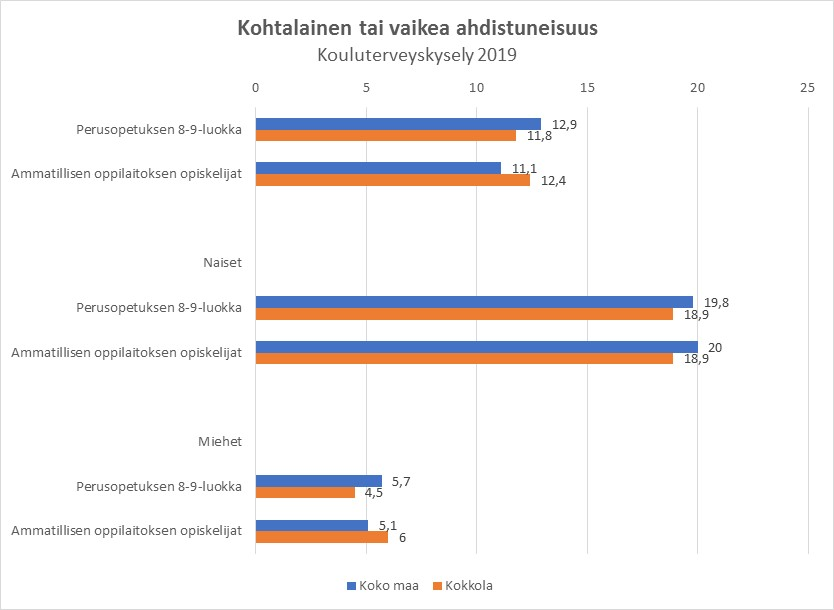 Kohtalainen tai vaikea ahdistuneisuus
Kouluterveyskysely 2019
0 5 10 15 20 25
Perusopetuksen 8-9-luokka 12,9
11,8
Ammatillisen oppilaitoksen opiskelijat 11,1
12,4
Naiset
Perusopetuksen 8-9-luokka 19,8
18,9
Ammatillisen oppilaitoksen opiskelijat 20
18,9
Miehet
Perusopetuksen 8-9-luokka 5,7
4,5
Ammatillisen oppilaitoksen opiskelijat 5,1
6
Koko maa Kokkola